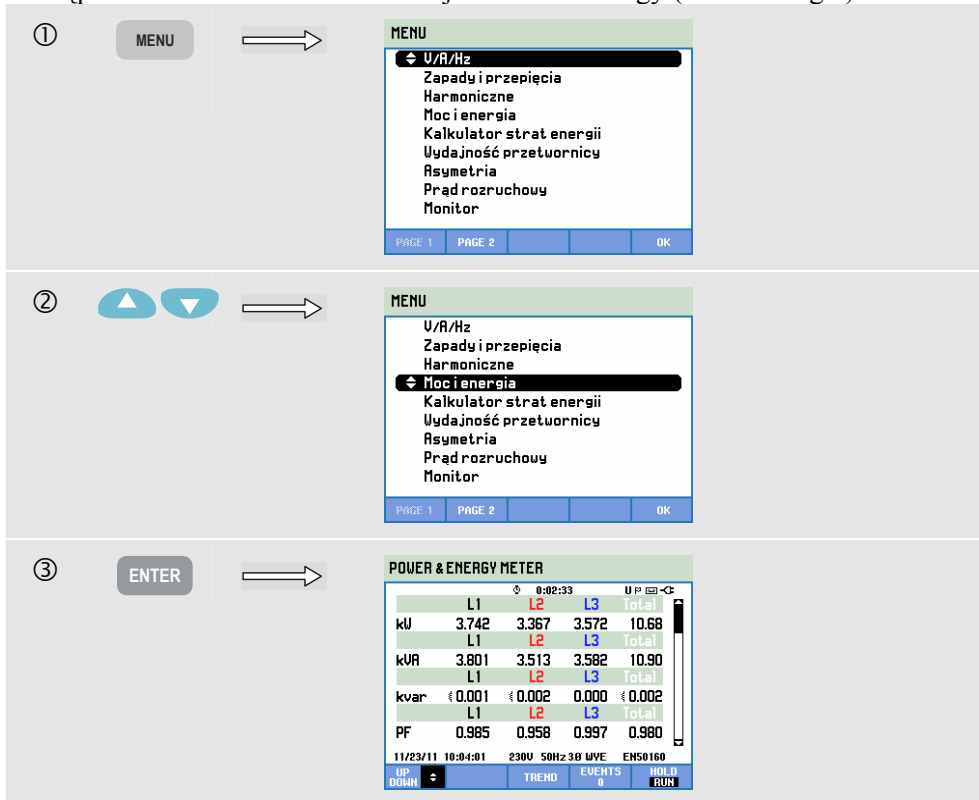 ①
MENU
MENU
V/A/Hz
Zapady i przepięcia
Harmoniczne
Moc i energia
Kalkulator strat energii
Wydajność przetwornicy
Asymetria
Prąd rozruchowy
Monitor
PAGE 1 PAGE 2 OK
②
MENU
V/A/Hz
Zapady i przepięcia
Harmoniczne
Moc i energia
Kalkulator strat energii
Wydajność przetwornicy
Asymetria
Prąd rozruchowy
Monitor
PAGE 1 PAGE 2 OK
③
ENTER
POWER & ENERGY METER
0:02:33 U
L1 L2 L3 Total
kW 3.742 3.367 3.572 10.68
L1 L2 L3 Total
kVA 3.801 3.513 3.582 10.90
L1 L2 L3 Total
kvar 0.001 0.002 0.000 0.002
L1 L2 L3 Total
PF 0.985 0.958 0.997 0.980
11/23/11 10:04:01 230V 50Hz 3.Ø WYE EN50160
UP DOWN TREND EVENTS 0 HOLD RUN